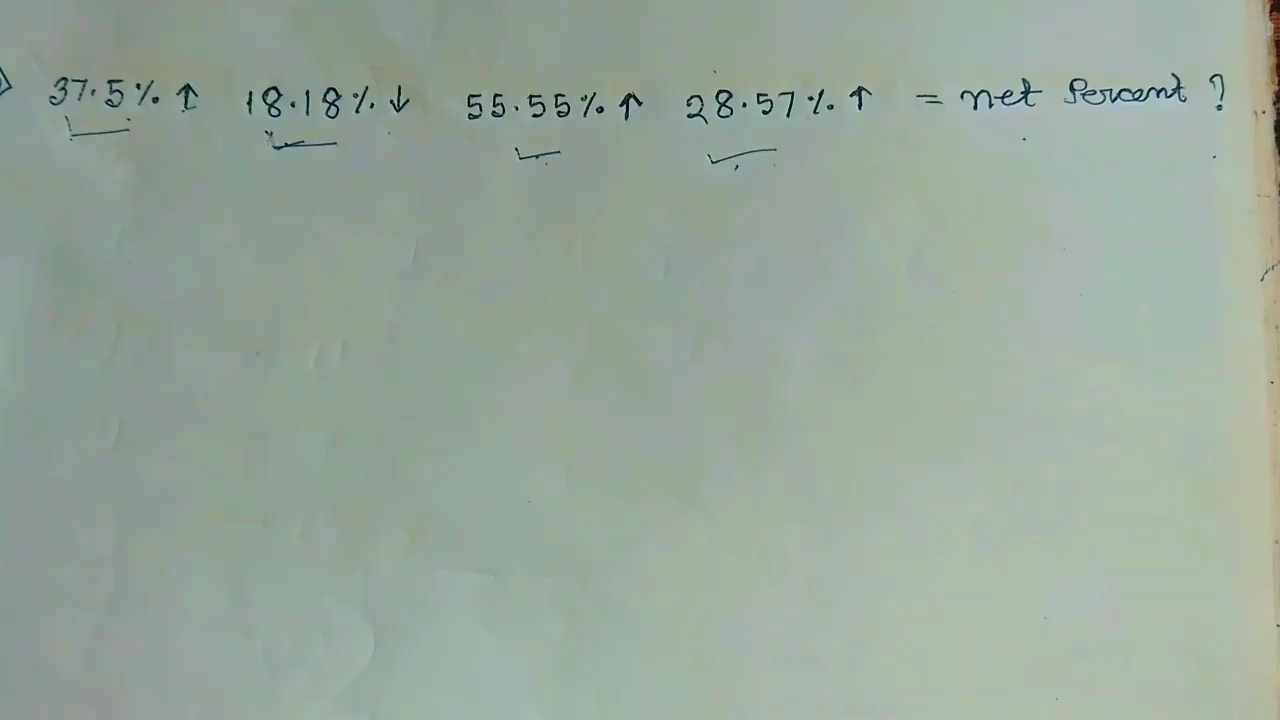 37.5% ↑ 18.18% ↓ 55.55% ↑ 28.57% ↑ = net Percent ?